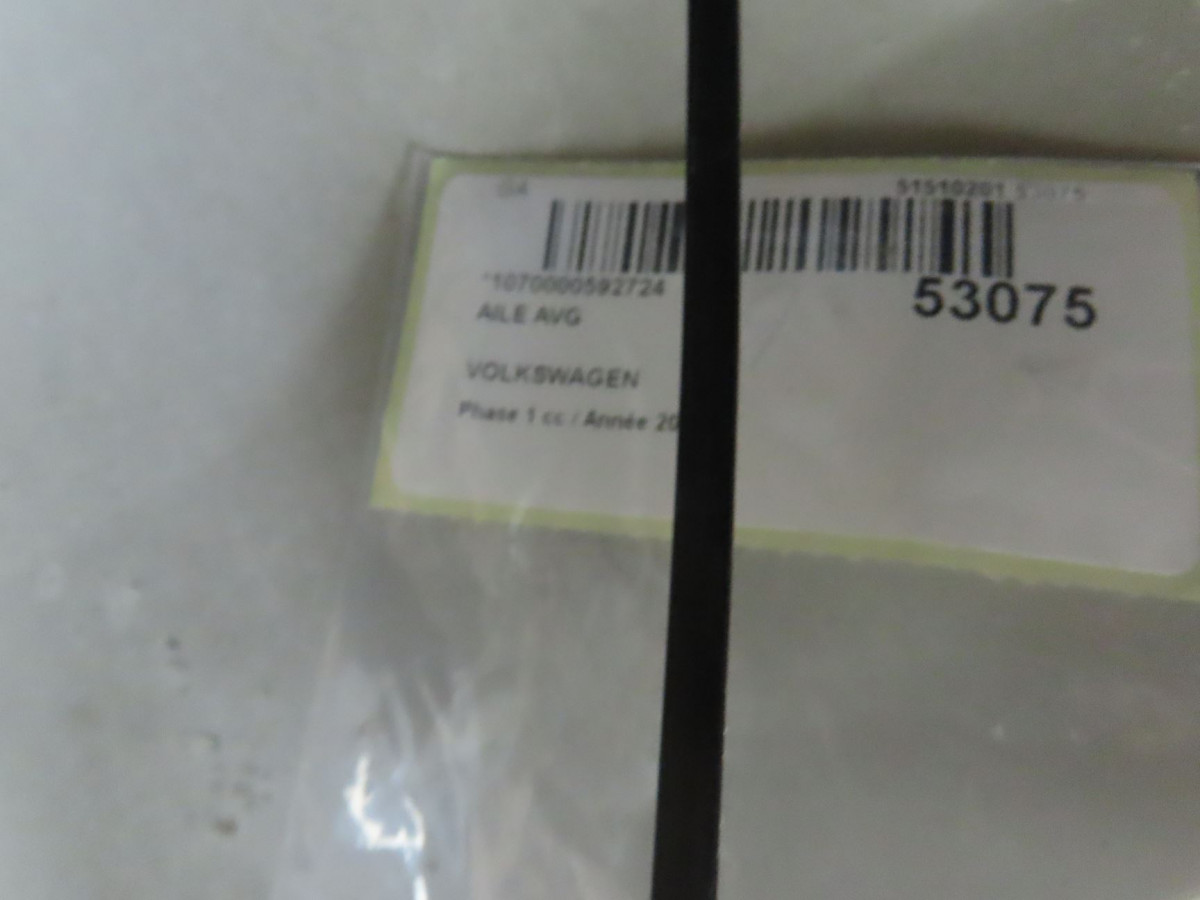 51510201 53075
*1070000592724
53075
AILE AVG
VOLKSWAGEN
Phase 1 cc / Année 20